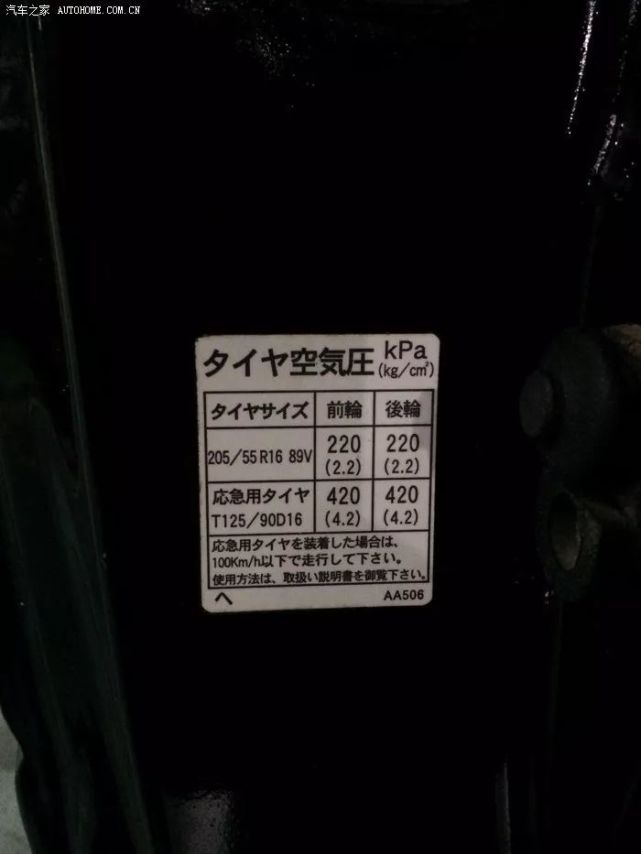 汽车之家 AUTOHOME.COM.CN
タイヤ空気圧 kPa (kg/c㎡)
タイヤサイズ 前輪 後輪
205/55R16 89V 220 (2.2) 220 (2.2)
応急用タイヤ T125/90D16 420 (4.2) 420 (4.2)
応急用タイヤを装着した場合は、
100Km/h以下で走行して下さい。
使用方法は、取扱い説明書を御覧下さい。
へ AA506